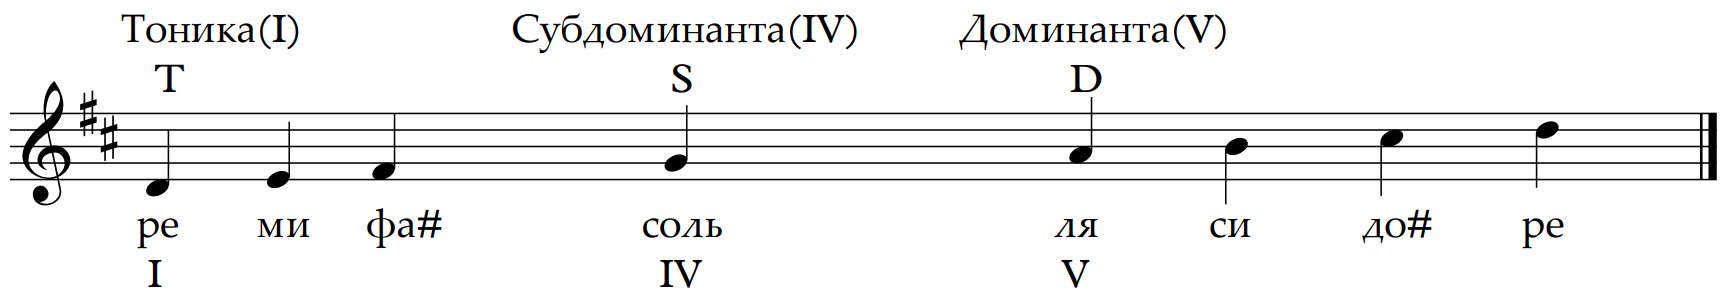 Тоника(I) Субдоминанта(IV) Доминанта(V)
T S D
ре ми фа# соль ля си до# ре
I IV V